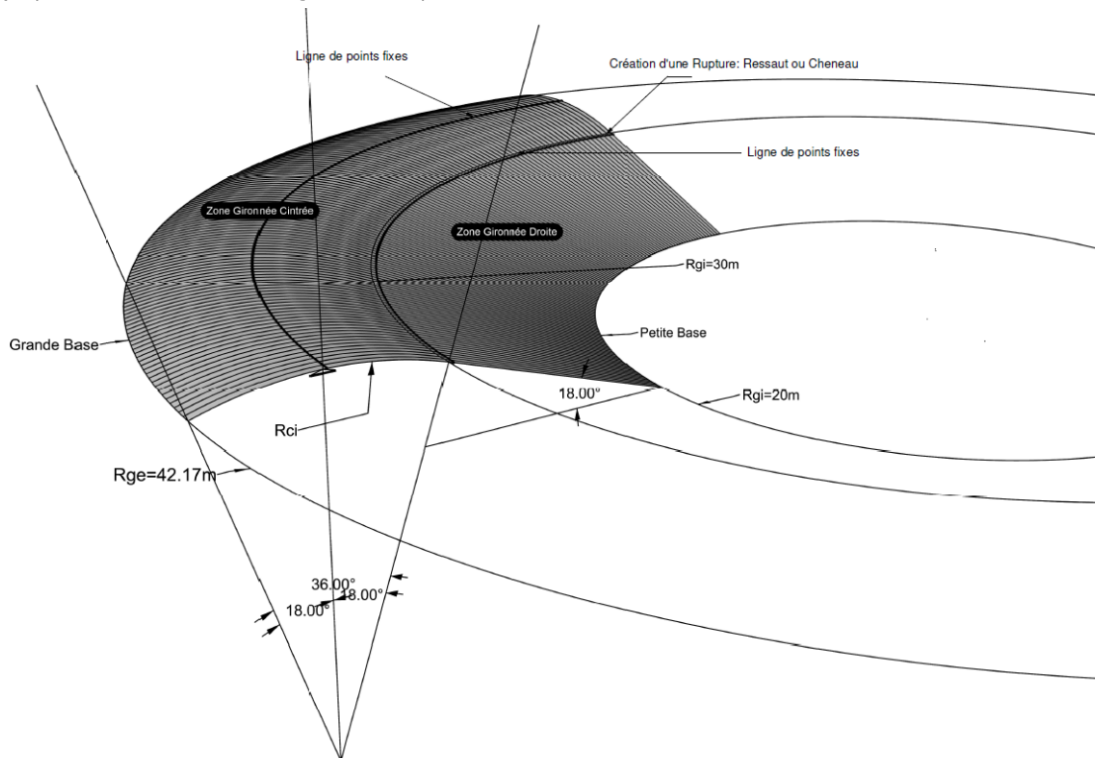 Ligne de points fixes
Création d'une Rupture: Ressaut ou Cheneau
Ligne de points fixes
Zone Gironnée Cintrée
Zone Gironnée Droite
Rgi=30m
Grande Base
Petite Base
18.00°
Rgi=20m
Rci
Rge=42.17m
36.00°
18.00°
18.00°